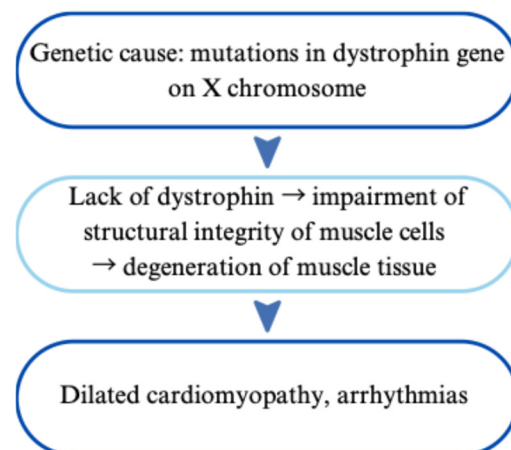 Genetic cause: mutations in dystrophin gene
on X chromosome
Lack of dystrophin → impairment of
structural integrity of muscle cells
→ degeneration of muscle tissue
Dilated cardiomyopathy, arrhythmias